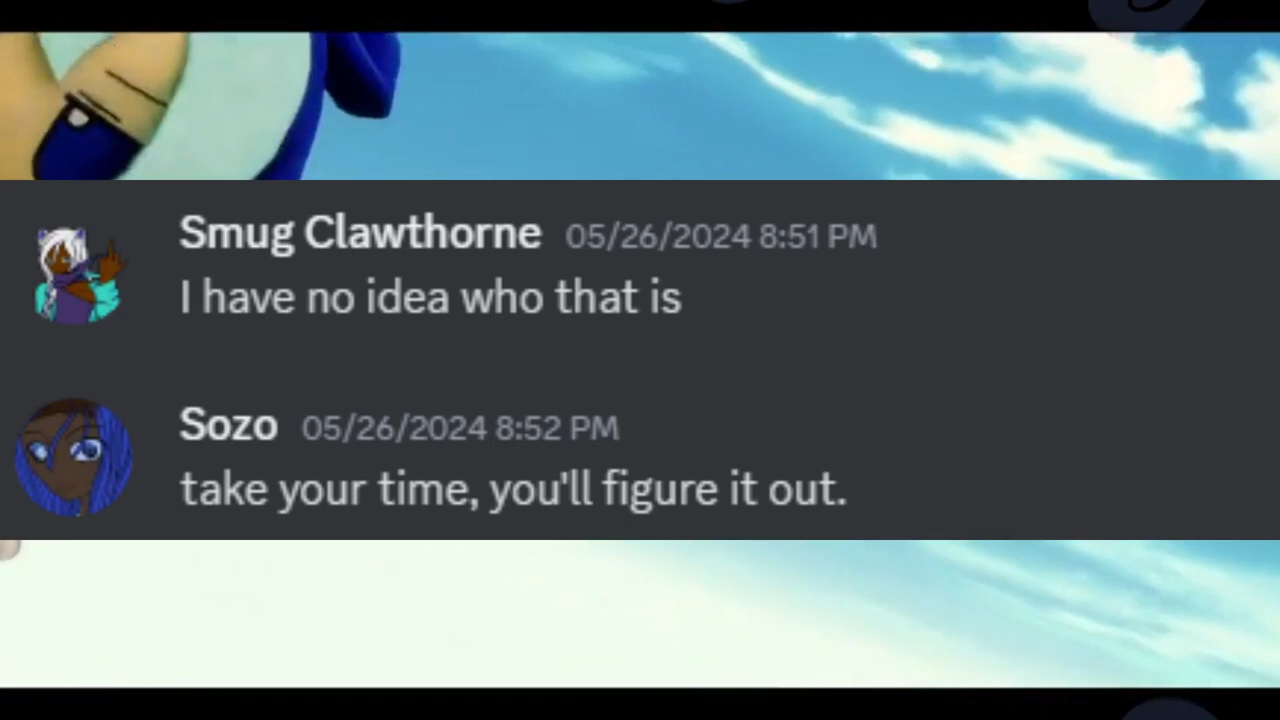 Smug Clawthorne 05/26/2024 8:51 PM
I have no idea who that is
Sozo 05/26/2024 8:52 PM
take your time, you'll figure it out.